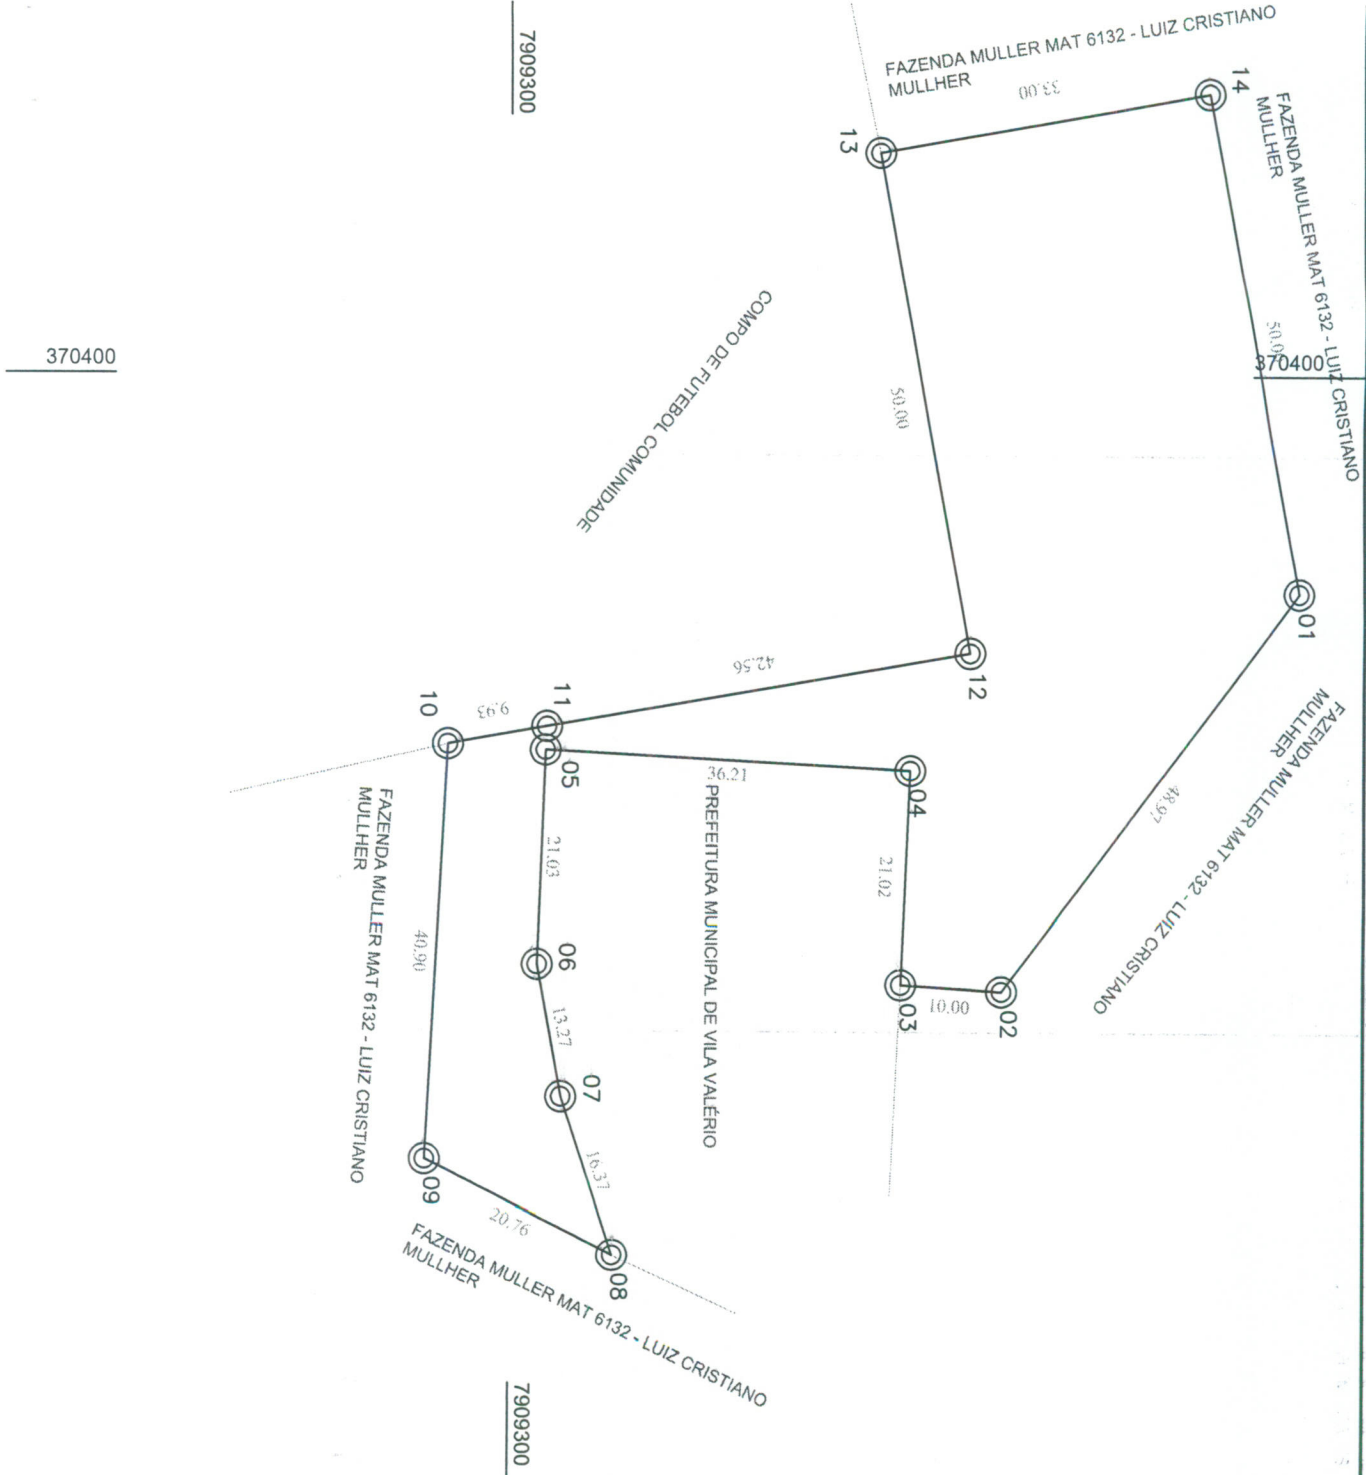 7909300
FAZENDA MULLER MAT 6132 - LUIZ CRISTIANO
MULLHER
33.00
14
FAZENDA MULLER MAT 6132 - LUIZ CRISTIANO
MULLHER
13
50.00
370400
370400
COMPO DE FUTEBOL COMUNIDADE
50.00
01
FAZENDA MULLER MAT 6132 - LUIZ CRISTIANO
MULLHER
48.97
12
42.56
11
10
9.93
05
36.21
04
21.02
21.03
PREFEITURA MUNICIPAL DE VILA VALÉRIO
FAZENDA MULLER MAT 6132 - LUIZ CRISTIANO
MULLHER
40.90
06
03
10.00
02
13.27
07
16.37
09
20.76
08
FAZENDA MULLER MAT 6132 - LUIZ CRISTIANO
MULLHER
7909300